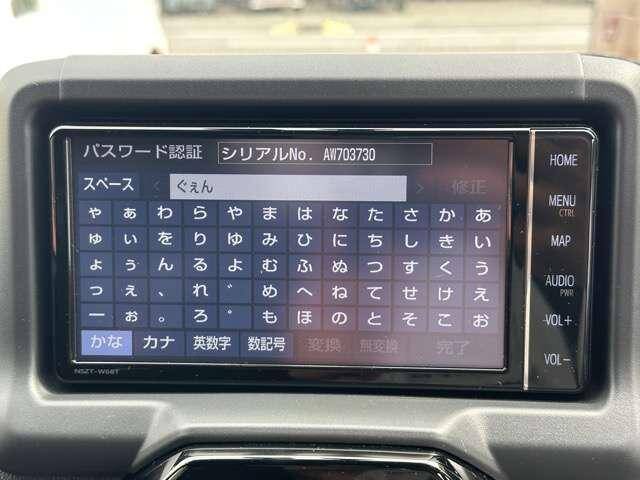 パスワード認証 シリアルNo. AW703730
スペース < ぐぇん > 修正
ゃ ぁ わ ら や ま は な た さ か あ
ゅ ぃ を り ゆ み ひ に ち し き い
ょ ぅ ん る よ む ふ ぬ つ す く う
っ ぇ 、 れ ゛ め へ ね て せ け え
ー ぉ 。 ろ ゜ も ほ の と そ こ お
かな カナ 英数字 数記号 変換 無変換 完了
NSZT-W68T
HOME
MENU
CTRL
MAP
AUDIO
PWR
VOL+
VOL−